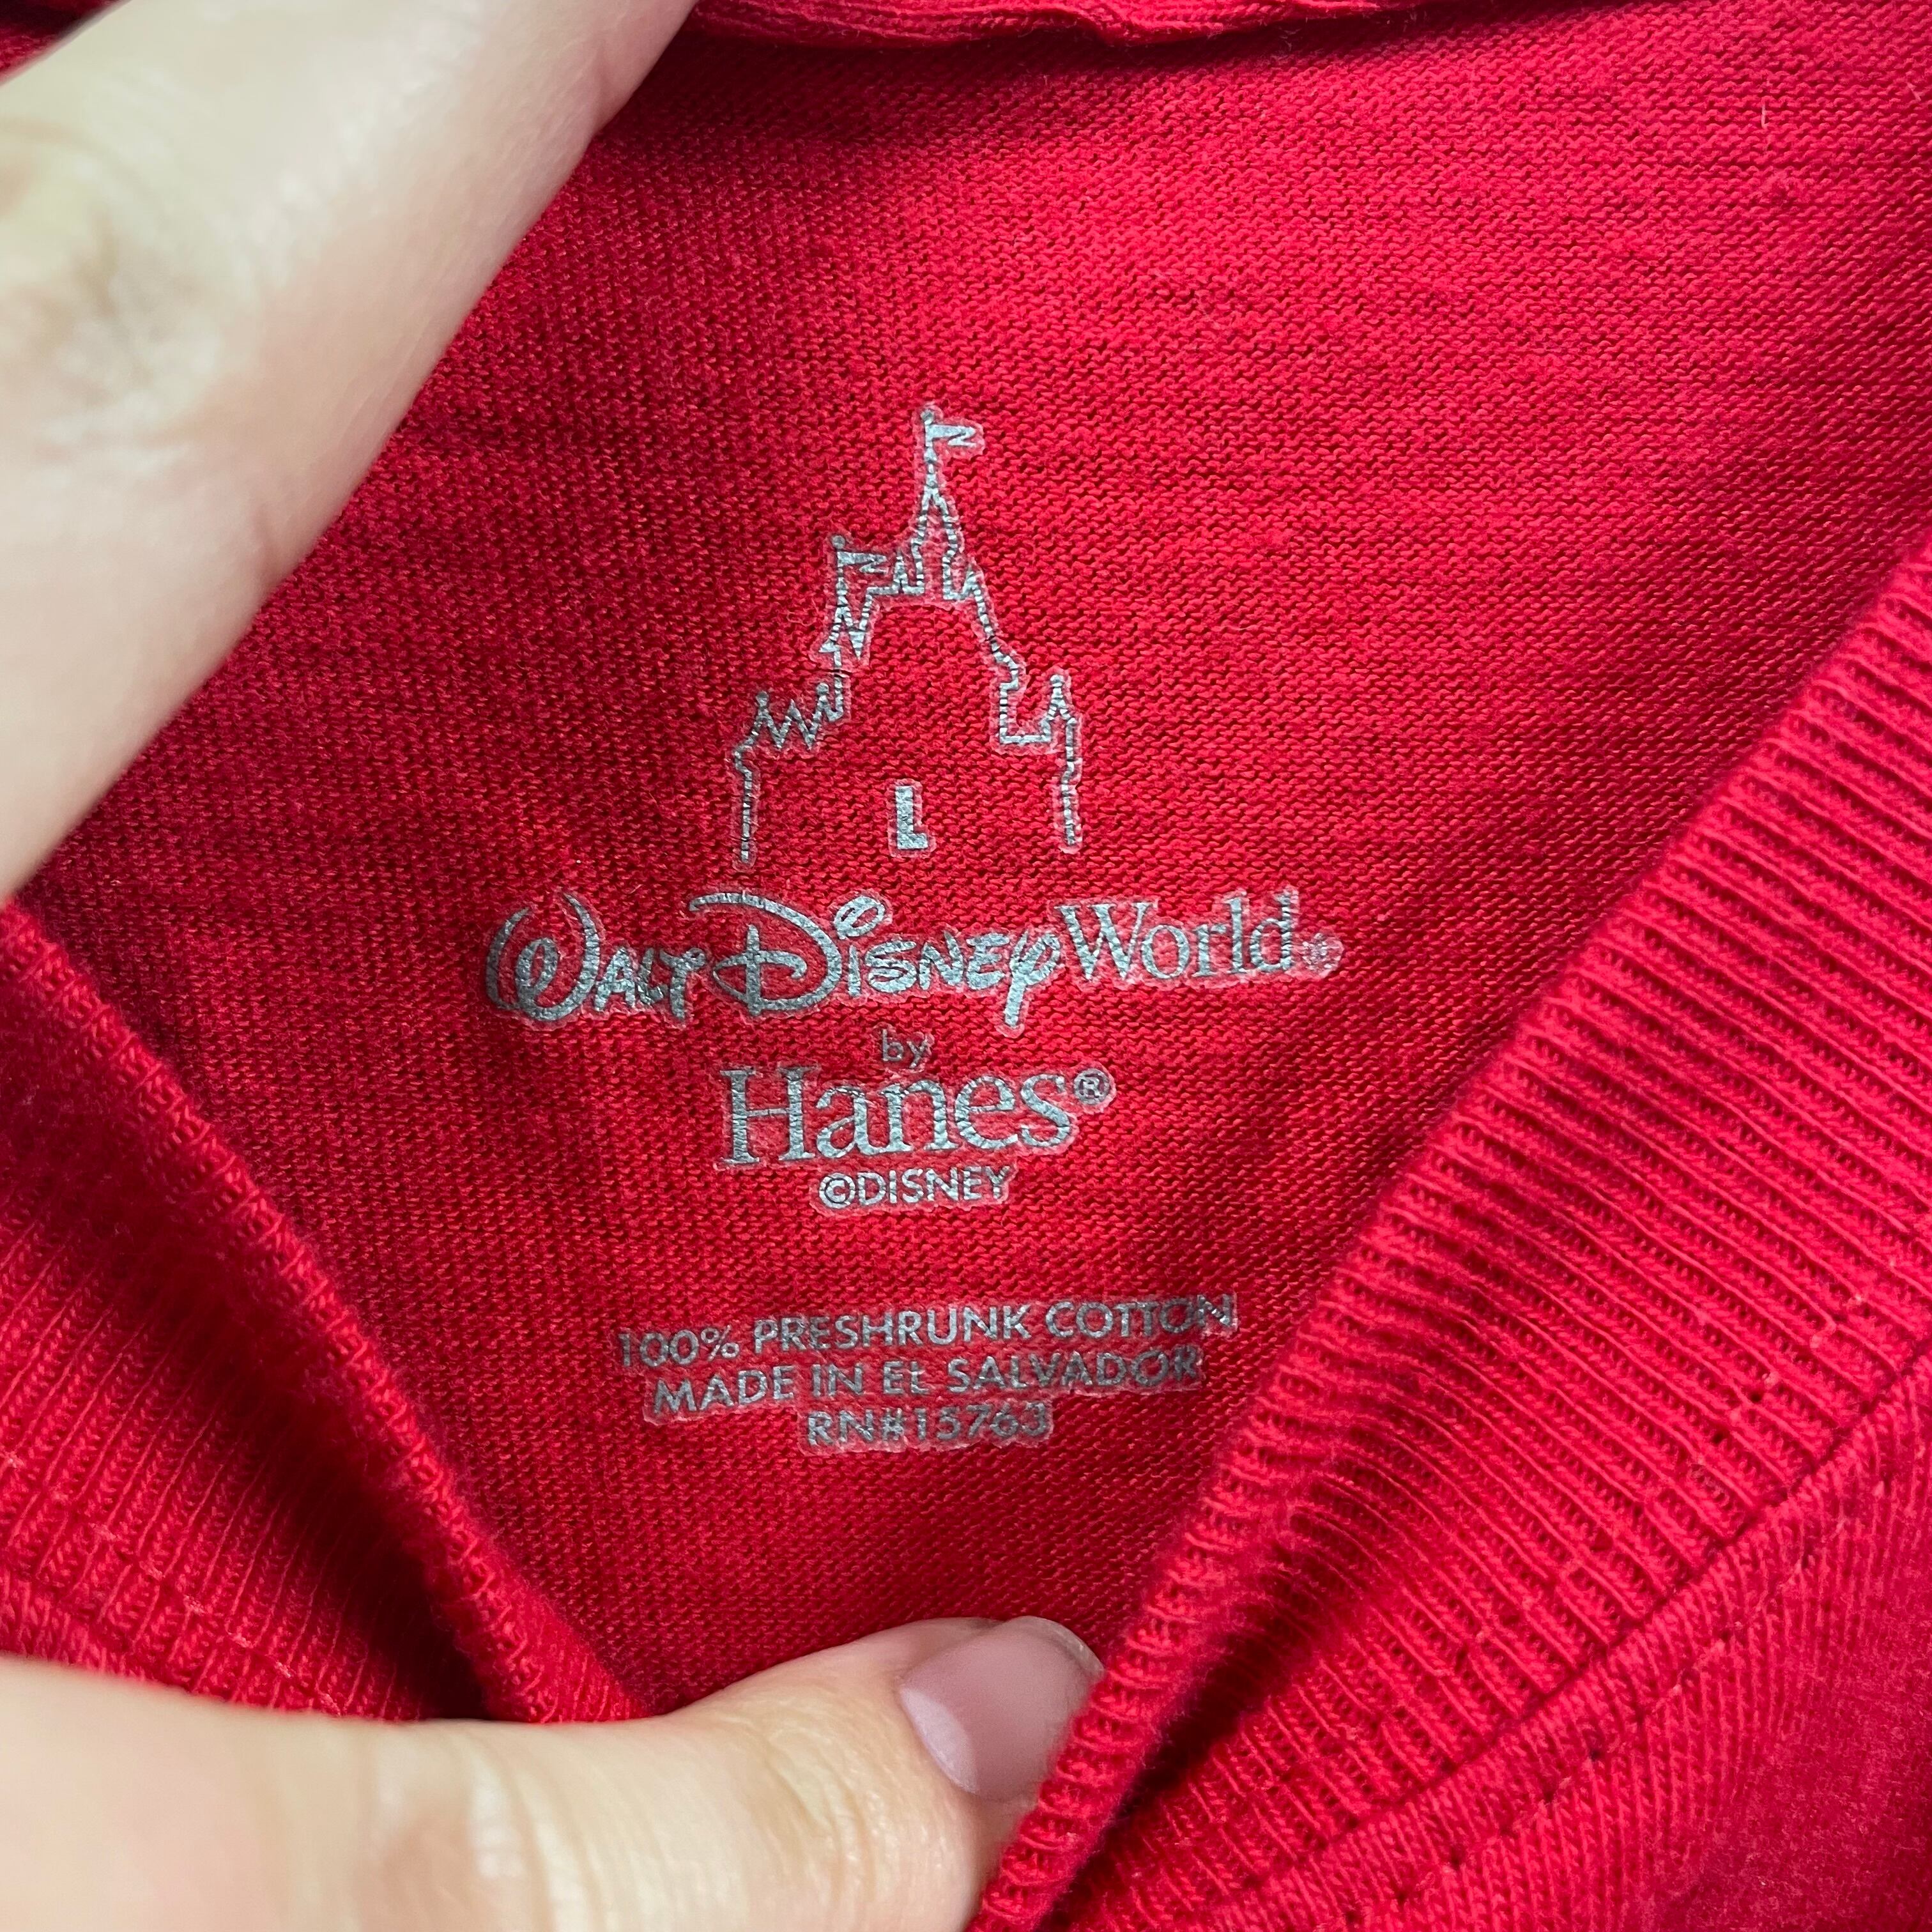 L
WALT DISNEY World®
by
Hanes®
©DISNEY
100% PRESHRUNK COTTON
MADE IN EL SALVADOR
RN#15763